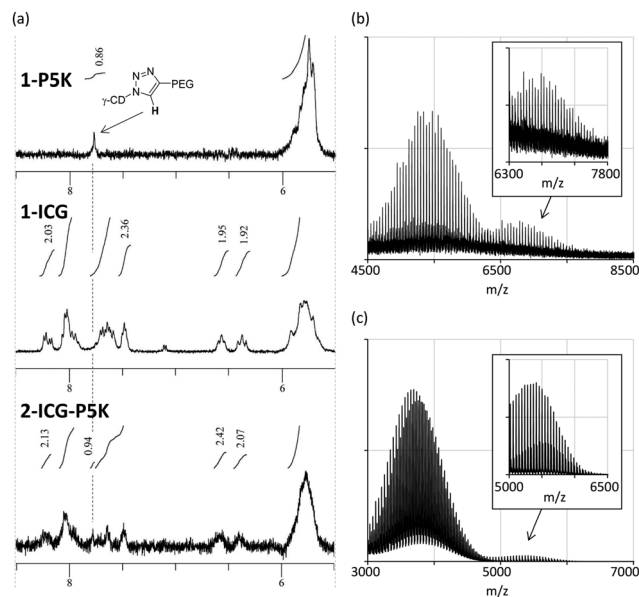 (a)
1-P5K
0.86
N
N
N
PEG
γ-CD
H
8
6
1-ICG
2.03
2.36
1.95
1.92
8
6
2-ICG-P5K
2.13
0.94
2.42
2.07
8
6
(b)
6300
7800
m/z
4500
6500
8500
m/z
(c)
5000
6500
m/z
3000
5000
7000
m/z